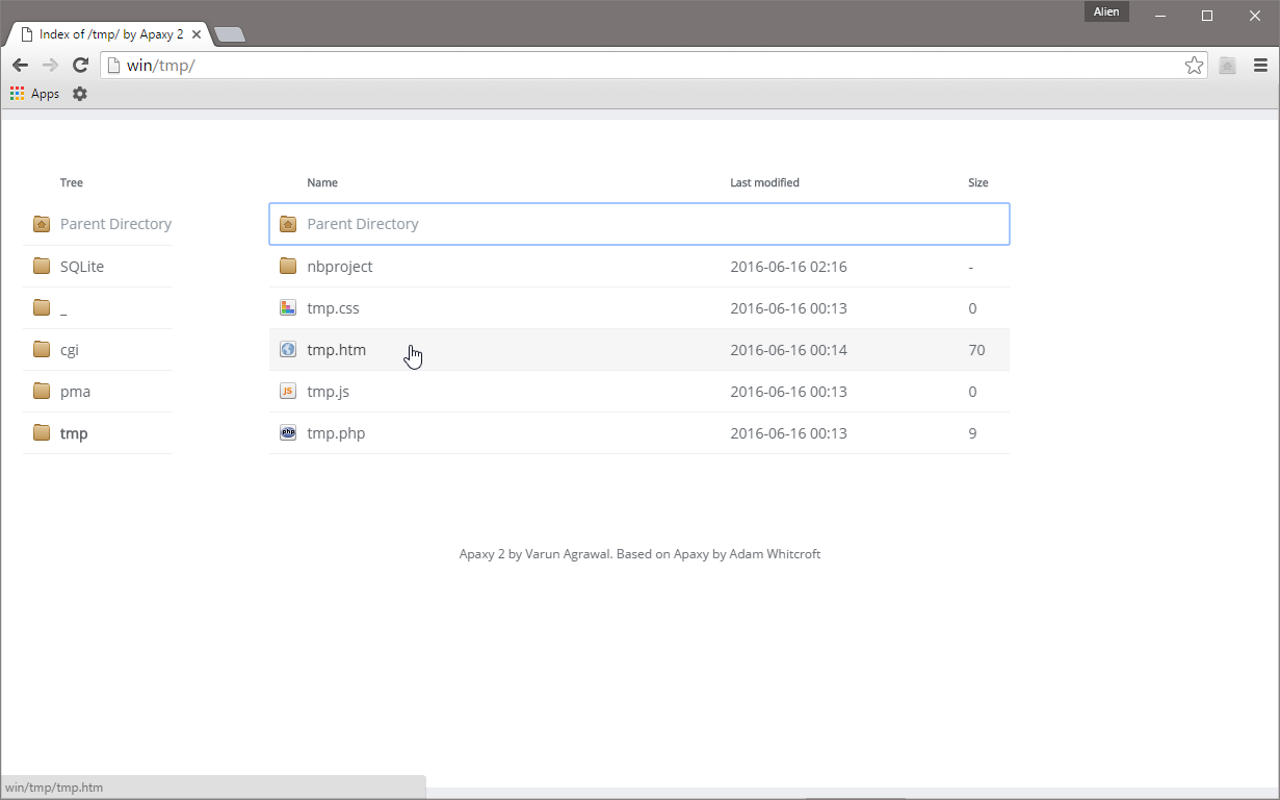 Alien
Index of /tmp/ by Apaxy 2
win/tmp/
Apps
Tree
Name Last modified Size
Parent Directory
SQLite
_
cgi
pma
tmp
Parent Directory
nbproject 2016-06-16 02:16 -
tmp.css 2016-06-16 00:13 0
tmp.htm 2016-06-16 00:14 70
JS tmp.js 2016-06-16 00:13 0
php tmp.php 2016-06-16 00:13 9
Apaxy 2 by Varun Agrawal. Based on Apaxy by Adam Whitcroft
win/tmp/tmp.htm